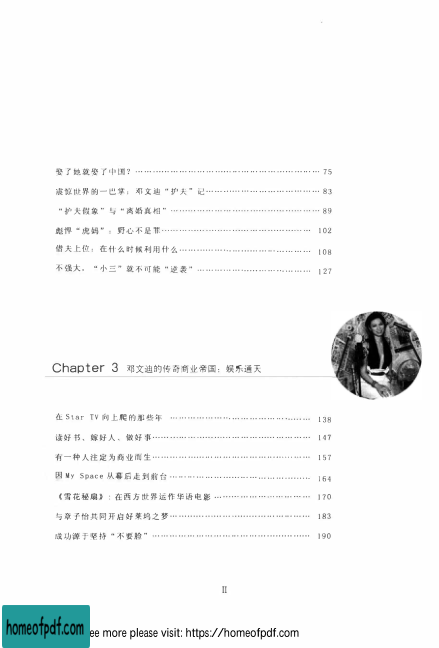 娶了她就娶了中国？ 75
震惊世界的一巴掌：邓文迪“护夫”记 83
“护夫假象”与“离婚真相” 89
彪悍“虎妈”：野心不是罪 102
借夫上位：在什么时候利用什么 108
不强大，“小三”就不可能“逆袭” 127
Chapter 3 邓文迪的传奇商业帝国：娱乐通天
在 Star TV 向上爬的那些年 138
读好书、嫁好人、做好事 147
有一种人注定为商业而生 157
因 My Space 从幕后走到前台 164
《雪花秘扇》：在西方世界运作华语电影 170
与章子怡共同开启好莱坞之梦 183
成功源于坚持“不要脸” 190
II
homeofpdf.com
ee more please visit: https://homeofpdf.com